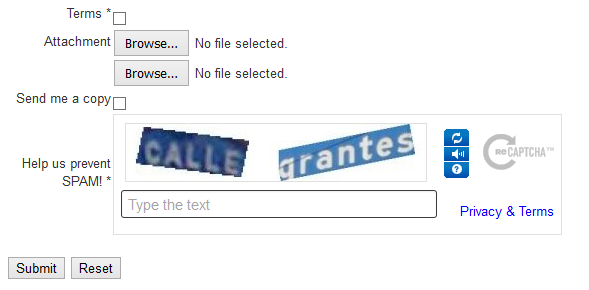 Terms *
Attachment Browse... No file selected.
Browse... No file selected.
Send me a copy
CALLE grantes
reCAPTCHA™
Help us prevent
SPAM! *
Type the text
Privacy & Terms
Submit Reset